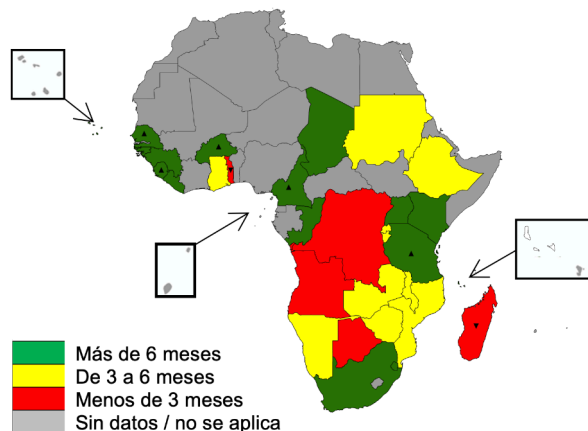 Más de 6 meses
De 3 a 6 meses
Menos de 3 meses
Sin datos / no se aplica